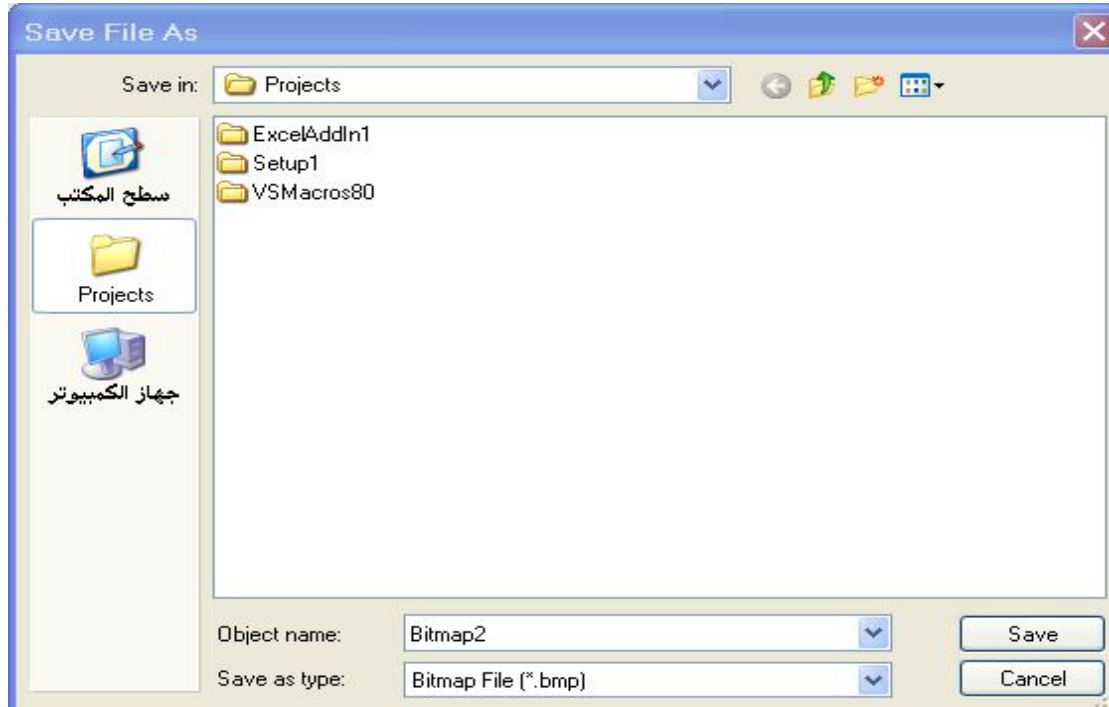 Save File As
Save in: Projects
سطح المكتب
Projects
جهاز الكمبيوتر
ExcelAddIn1
Setup1
VSMacros80
Object name: Bitmap2
Save
Save as type: Bitmap File (*.bmp)
Cancel